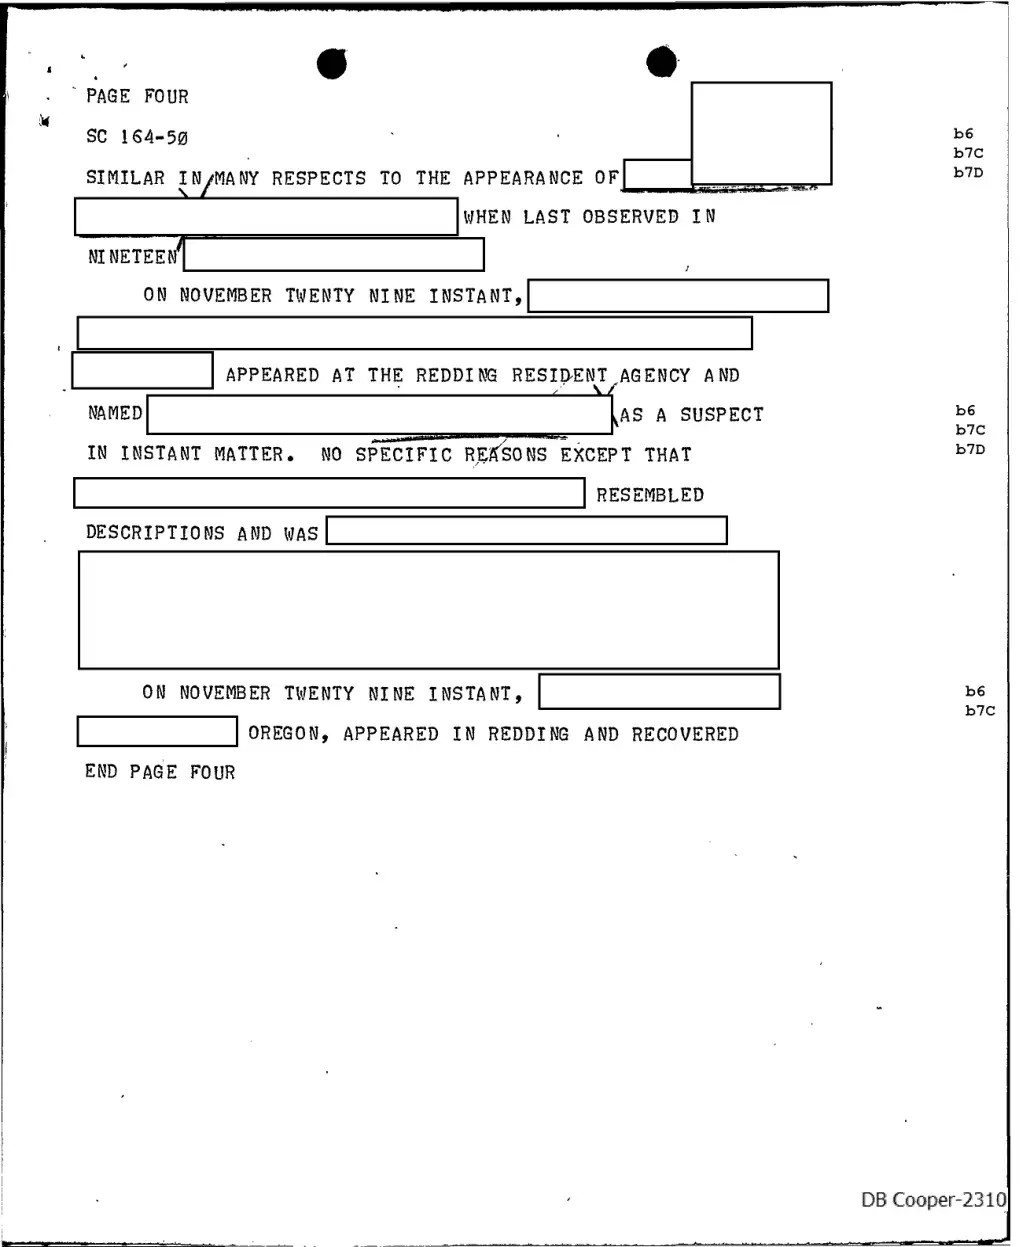 PAGE FOUR
SC 164-50
b6
b7C
b7D
SIMILAR IN MANY RESPECTS TO THE APPEARANCE OF
WHEN LAST OBSERVED IN
NINETEEN
ON NOVEMBER TWENTY NINE INSTANT,
APPEARED AT THE REDDING RESIDENT AGENCY AND
NAMED AS A SUSPECT
b6
b7C
b7D
IN INSTANT MATTER. NO SPECIFIC REASONS EXCEPT THAT
RESEMBLED
DESCRIPTIONS AND WAS
ON NOVEMBER TWENTY NINE INSTANT,
b6
b7C
OREGON, APPEARED IN REDDING AND RECOVERED
END PAGE FOUR
DB Cooper-2310